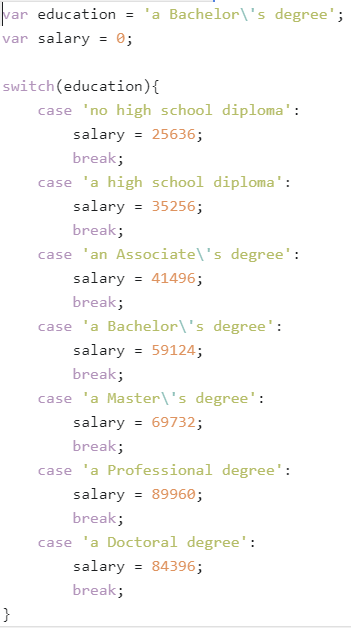 var education = 'a Bachelor\'s degree';
var salary = 0;

switch(education){
    case 'no high school diploma':
        salary = 25636;
        break;
    case 'a high school diploma':
        salary = 35256;
        break;
    case 'an Associate\'s degree':
        salary = 41496;
        break;
    case 'a Bachelor\'s degree':
        salary = 59124;
        break;
    case 'a Master\'s degree':
        salary = 69732;
        break;
    case 'a Professional degree':
        salary = 89960;
        break;
    case 'a Doctoral degree':
        salary = 84396;
        break;
}